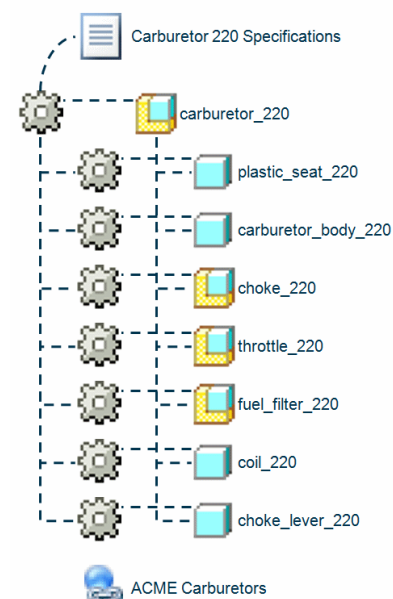 Carburetor 220 Specifications
carburetor_220
plastic_seat_220
carburetor_body_220
choke_220
throttle_220
fuel_filter_220
coil_220
choke_lever_220
ACME Carburetors